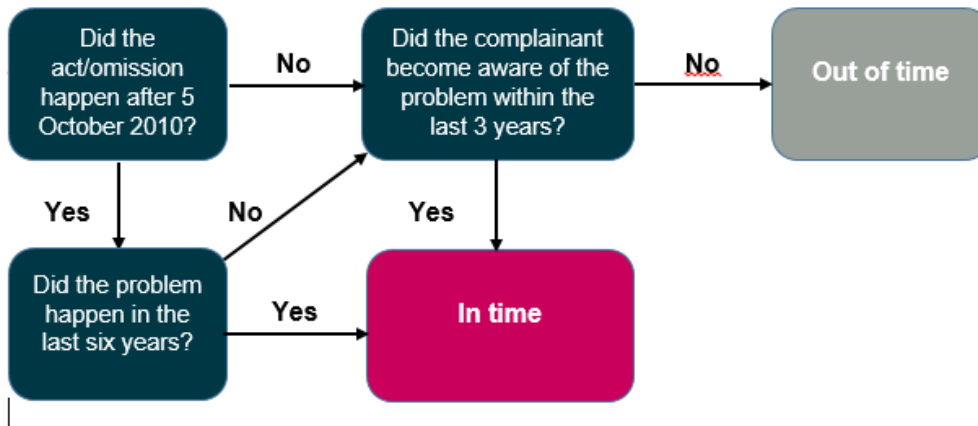 Did the
act/omission
happen after 5
October 2010?
No
Did the complainant
become aware of the
problem within the
last 3 years?
No
Out of time
Yes
No
Yes
Did the problem
happen in the
last six years?
Yes
In time